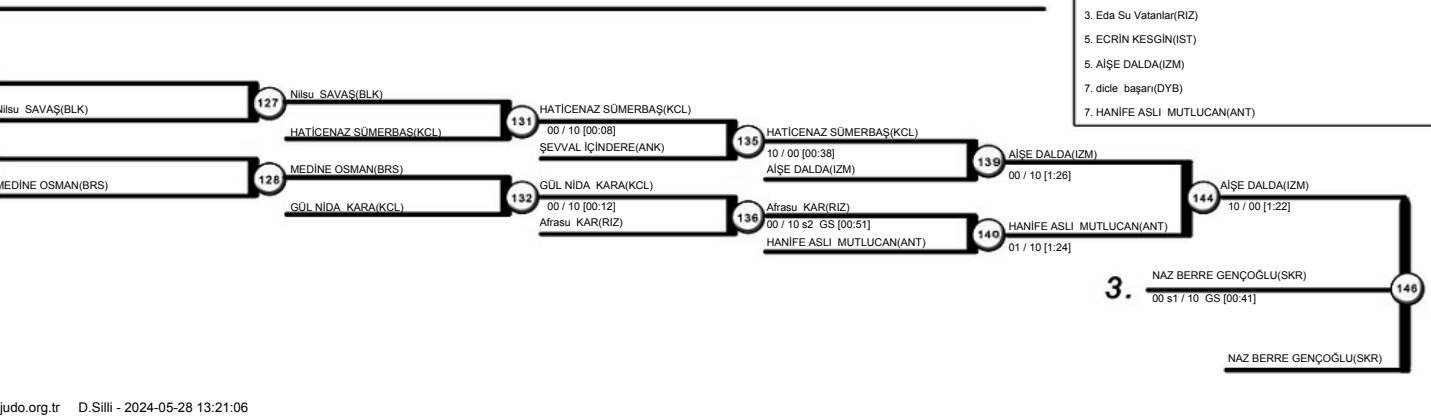 3. Eda Su Vatanlar(RIZ)
5. ECRİN KESGİN(IST)
5. AİŞE DALDA(IZM)
7. dicle başarı(DYB)
7. HANİFE ASLI MUTLUCAN(ANT)
Nilsu SAVAŞ(BLK)
127
Nilsu SAVAŞ(BLK)
HATİCENAZ SÜMERBAŞ(KCL)
131
HATİCENAZ SÜMERBAŞ(KCL)
00 / 10 [00:08]
ŞEVVAL İÇİNDERE(ANK)
135
HATİCENAZ SÜMERBAŞ(KCL)
10 / 00 [00:38]
AİŞE DALDA(IZM)
139
AİŞE DALDA(IZM)
00 / 10 [1:26]
144
AİŞE DALDA(IZM)
10 / 00 [1:22]
MEDİNE OSMAN(BRS)
128
MEDİNE OSMAN(BRS)
GÜL NİDA KARA(KCL)
132
GÜL NİDA KARA(KCL)
00 / 10 [00:12]
Afrasu KAR(RIZ)
136
Afrasu KAR(RIZ)
00 / 10 s2 GS [00:51]
HANİFE ASLI MUTLUCAN(ANT)
140
HANİFE ASLI MUTLUCAN(ANT)
01 / 10 [1:24]
3.
NAZ BERRE GENÇOĞLU(SKR)
00 s1 / 10 GS [00:41]
146
NAZ BERRE GENÇOĞLU(SKR)
judo.org.tr D.Silli - 2024-05-28 13:21:06